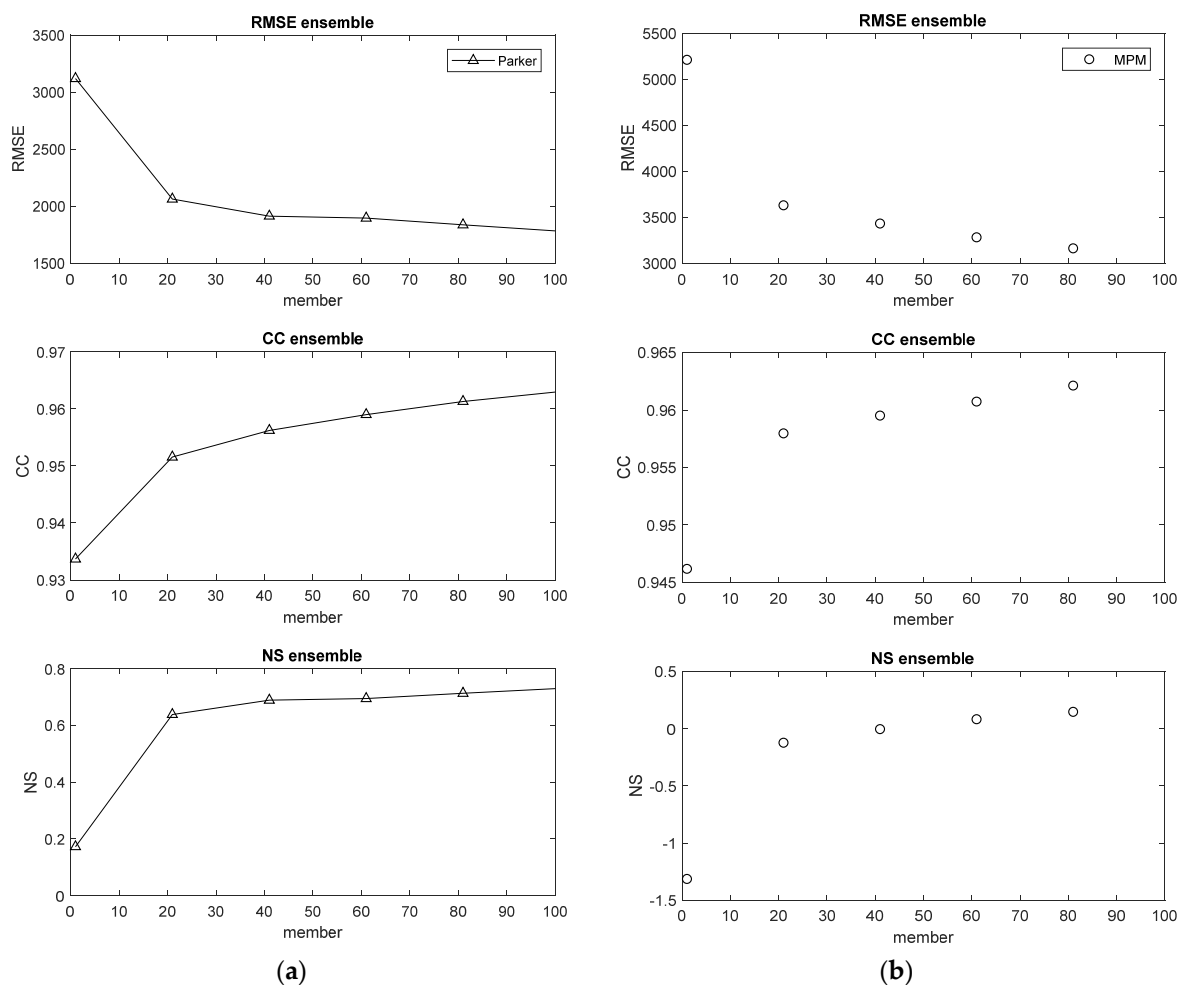 RMSE ensemble
3500
3000
2500
2000
1500
RMSE
Parker
0 10 20 30 40 50 60 70 80 90 100
member
CC ensemble
0.97
0.96
0.95
0.94
0.93
CC
0 10 20 30 40 50 60 70 80 90 100
member
NS ensemble
0.8
0.6
0.4
0.2
0
NS
0 10 20 30 40 50 60 70 80 90 100
member
(a)
RMSE ensemble
5500
5000
4500
4000
3500
3000
RMSE
MPM
0 10 20 30 40 50 60 70 80 90 100
member
CC ensemble
0.965
0.96
0.955
0.95
0.945
CC
0 10 20 30 40 50 60 70 80 90 100
member
NS ensemble
0.5
0
-0.5
-1
-1.5
NS
0 10 20 30 40 50 60 70 80 90 100
member
(b)